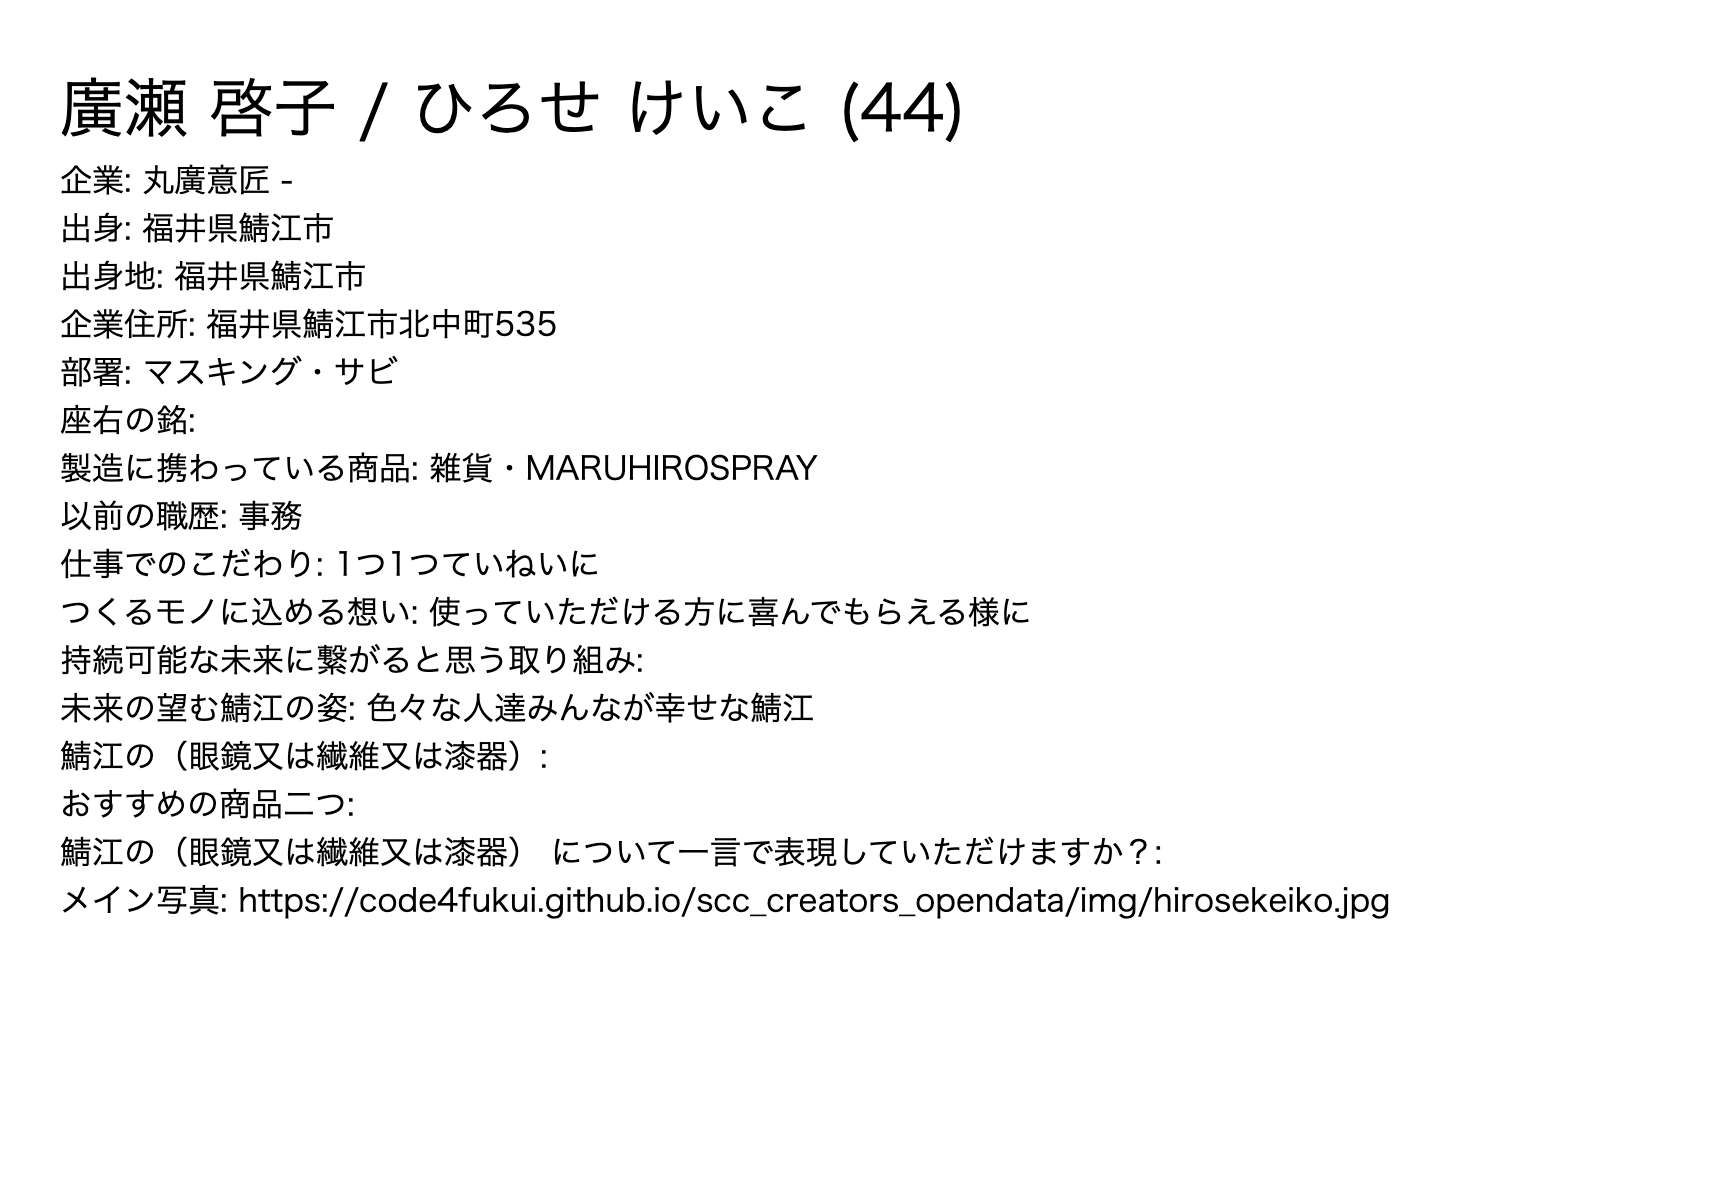 廣瀬 啓子 / ひろせ けいこ (44)
企業: 丸廣意匠 -
出身: 福井県鯖江市
出身地: 福井県鯖江市
企業住所: 福井県鯖江市北中町535
部署: マスキング・サビ
座右の銘:
製造に携わっている商品: 雑貨・MARUHIROSPRAY
以前の職歴: 事務
仕事でのこだわり: 1つ1つていねいに
つくるモノに込める想い: 使っていただける方に喜んでもらえる様に
持続可能な未来に繋がると思う取り組み:
未来の望む鯖江の姿: 色々な人達みんなが幸せな鯖江
鯖江の（眼鏡又は繊維又は漆器）:
おすすめの商品二つ:
鯖江の（眼鏡又は繊維又は漆器） について一言で表現していただけますか？:
メイン写真: https://code4fukui.github.io/scc_creators_opendata/img/hirosekeiko.jpg